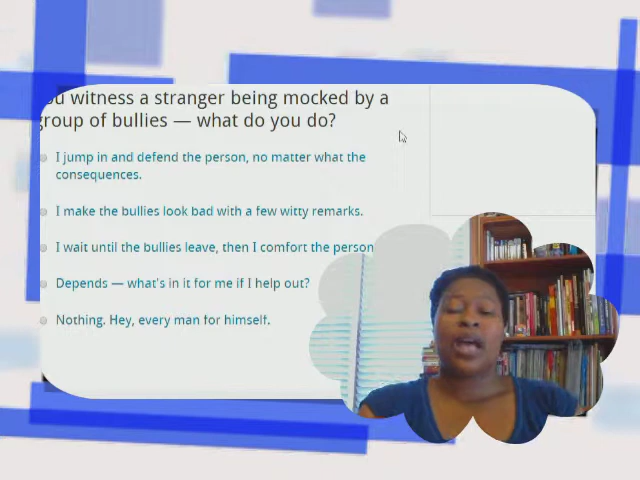 ou witness a stranger being mocked by a
group of bullies — what do you do?
I jump in and defend the person, no matter what the
consequences.
I make the bullies look bad with a few witty remarks.
I wait until the bullies leave, then I comfort the person
Depends — what's in it for me if I help out?
Nothing. Hey, every man for himself.